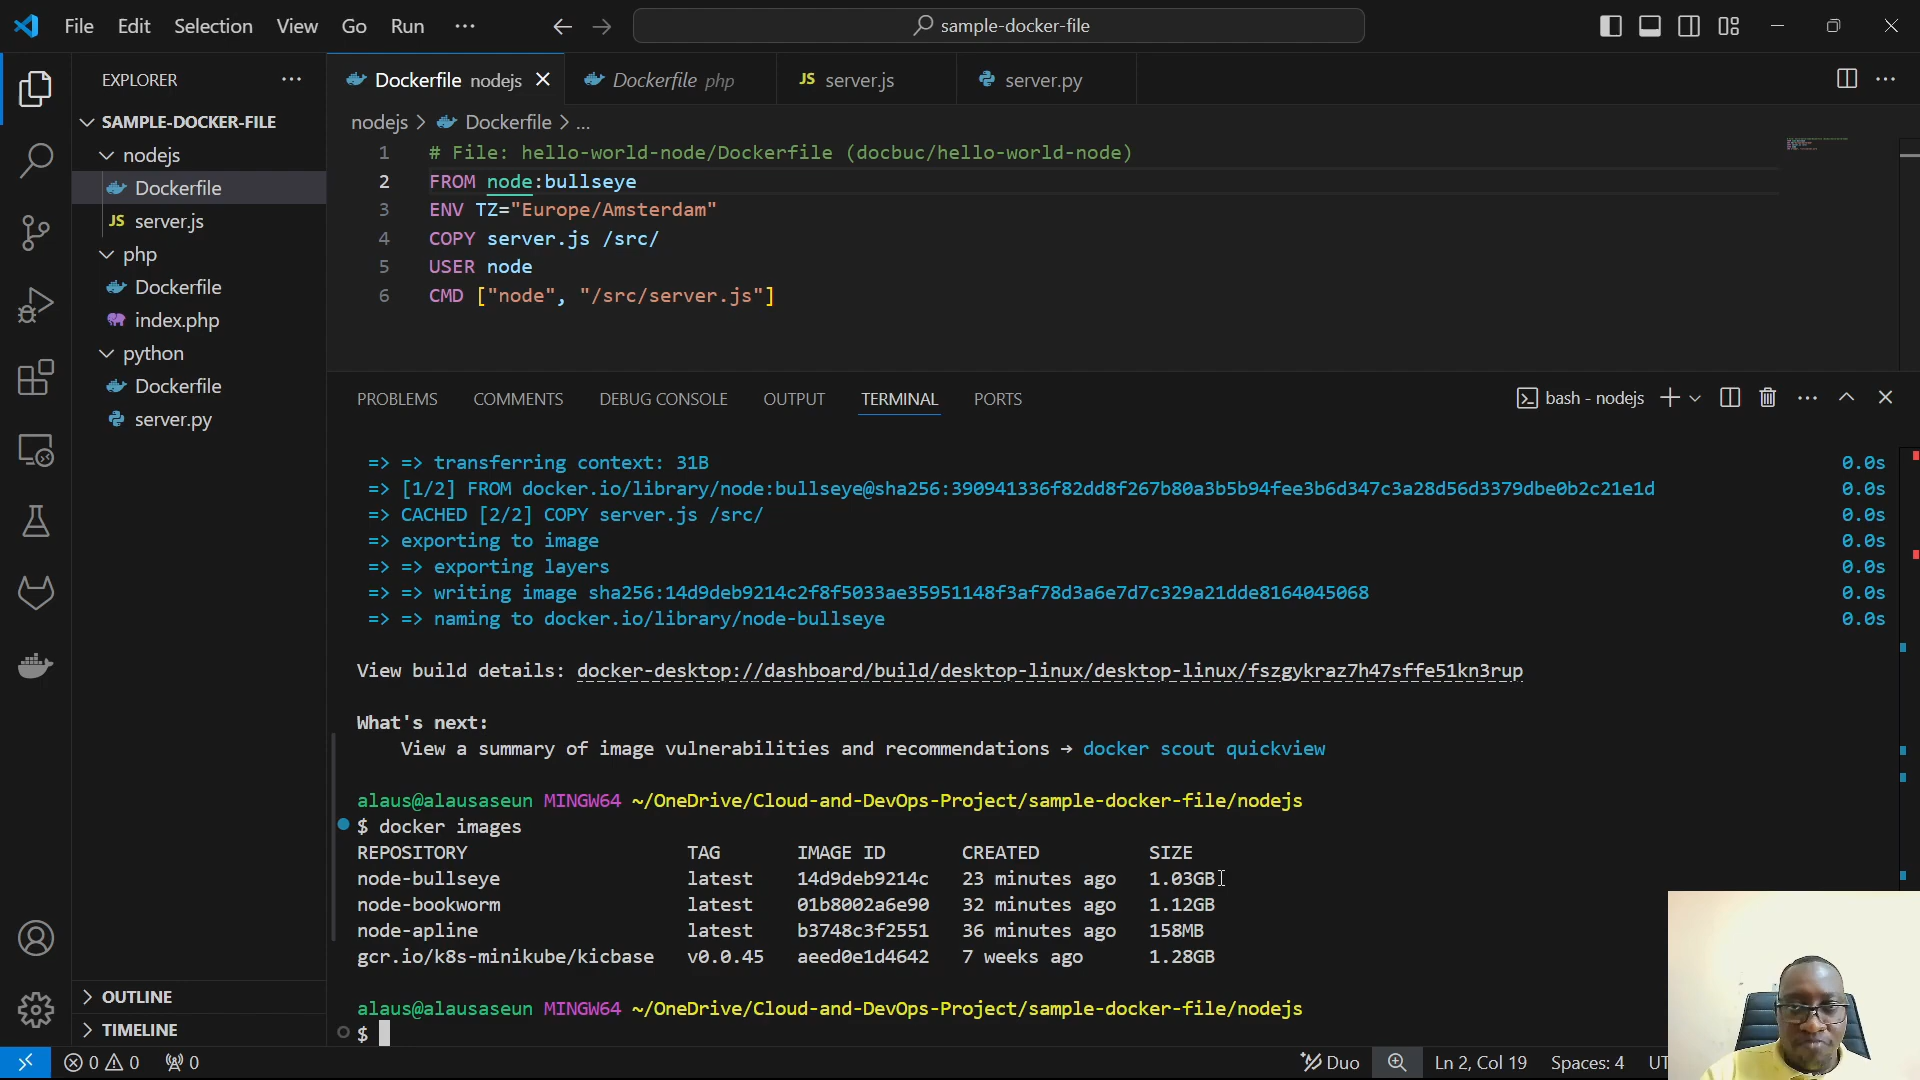 File Edit Selection View Go Run ··· sample-docker-file
EXPLORER
SAMPLE-DOCKER-FILE
nodejs
Dockerfile
JS server.js
php
Dockerfile
index.php
python
Dockerfile
server.py
OUTLINE
TIMELINE
Dockerfile nodejs
Dockerfile php
JS server.js
server.py
nodejs > Dockerfile > ...
1 # File: hello-world-node/Dockerfile (docbuc/hello-world-node)
2 FROM node:bullseye
3 ENV TZ="Europe/Amsterdam"
4 COPY server.js /src/
5 USER node
6 CMD ["node", "/src/server.js"]
PROBLEMS COMMENTS DEBUG CONSOLE OUTPUT TERMINAL PORTS
bash - nodejs
=> => transferring context: 31B 0.0s
=> [1/2] FROM docker.io/library/node:bullseye@sha256:390941336f82dd8f267b80a3b5b94fee3b6d347c3a28d56d3379dbe0b2c21e1d 0.0s
=> CACHED [2/2] COPY server.js /src/ 0.0s
=> exporting to image 0.0s
=> => exporting layers 0.0s
=> => writing image sha256:14d9deb9214c2f8f5033ae35951148f3af78d3a6e7d7c329a21dde8164045068 0.0s
=> => naming to docker.io/library/node-bullseye 0.0s
View build details: docker-desktop://dashboard/build/desktop-linux/desktop-linux/fszgykraz7h47sffe51kn3rup
What's next:
View a summary of image vulnerabilities and recommendations → docker scout quickview
alaus@alausaseun MINGW64 ~/OneDrive/Cloud-and-DevOps-Project/sample-docker-file/nodejs
$ docker images
REPOSITORY TAG IMAGE ID CREATED SIZE
node-bullseye latest 14d9deb9214c 23 minutes ago 1.03GB
node-bookworm latest 01b8002a6e90 32 minutes ago 1.12GB
node-apline latest b3748c3f2551 36 minutes ago 158MB
gcr.io/k8s-minikube/kicbase v0.0.45 aeed0e1d4642 7 weeks ago 1.28GB
alaus@alausaseun MINGW64 ~/OneDrive/Cloud-and-DevOps-Project/sample-docker-file/nodejs
$
0 0 0 Duo Ln 2, Col 19 Spaces: 4